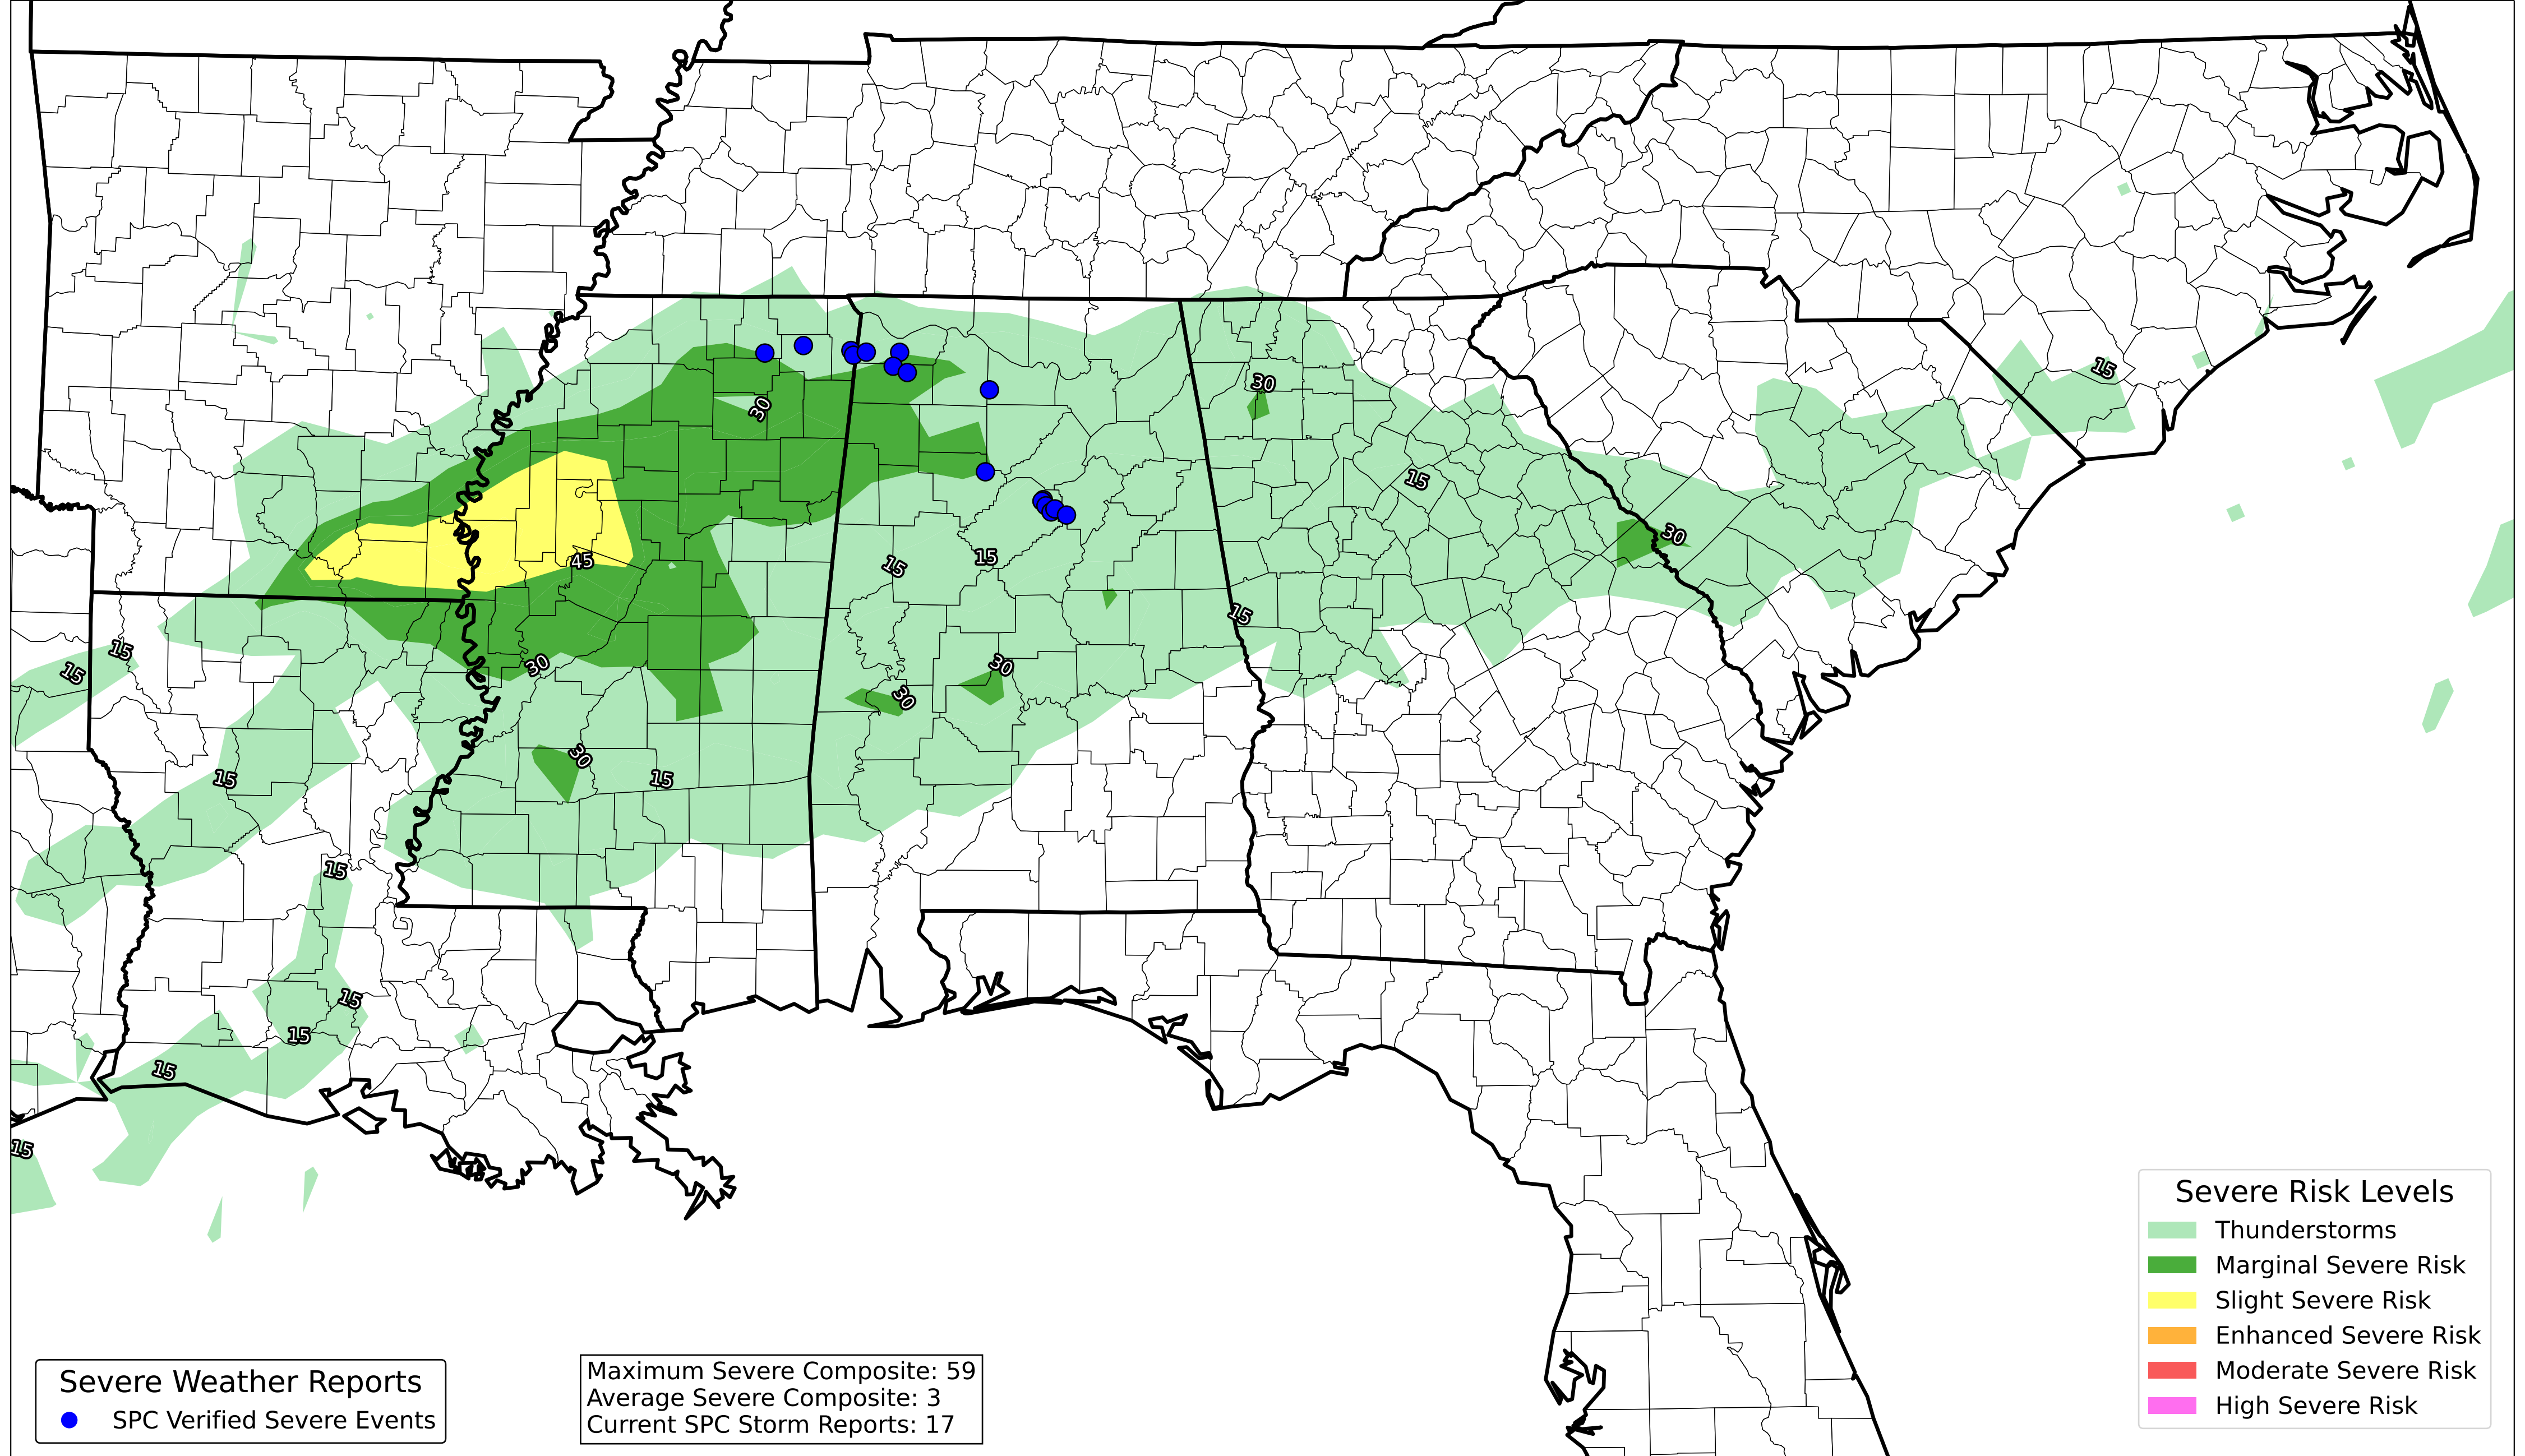 15
30
30
15
30
45
15
15
15
15
15
30
30
30
30
15
15
15
15
15
15
15
Severe Risk Levels
Thunderstorms
Marginal Severe Risk
Slight Severe Risk
Enhanced Severe Risk
Moderate Severe Risk
High Severe Risk
Severe Weather Reports
SPC Verified Severe Events
Maximum Severe Composite: 59
Average Severe Composite: 3
Current SPC Storm Reports: 17